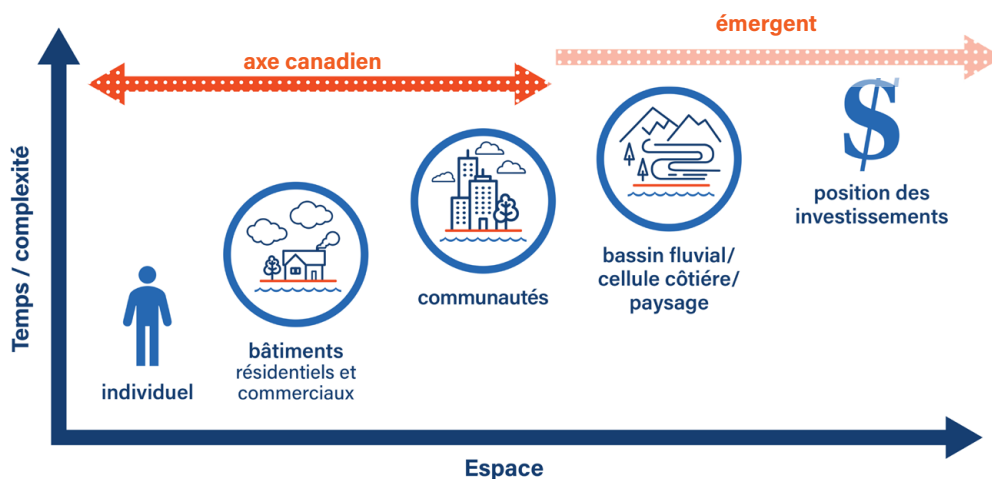 émergent
axe canadien
Temps / complexité
$
position des
investissements
bassin fluvial/
cellule côtiére/
paysage
communautés
bâtiments
résidentiels et
commerciaux
individuel
Espace